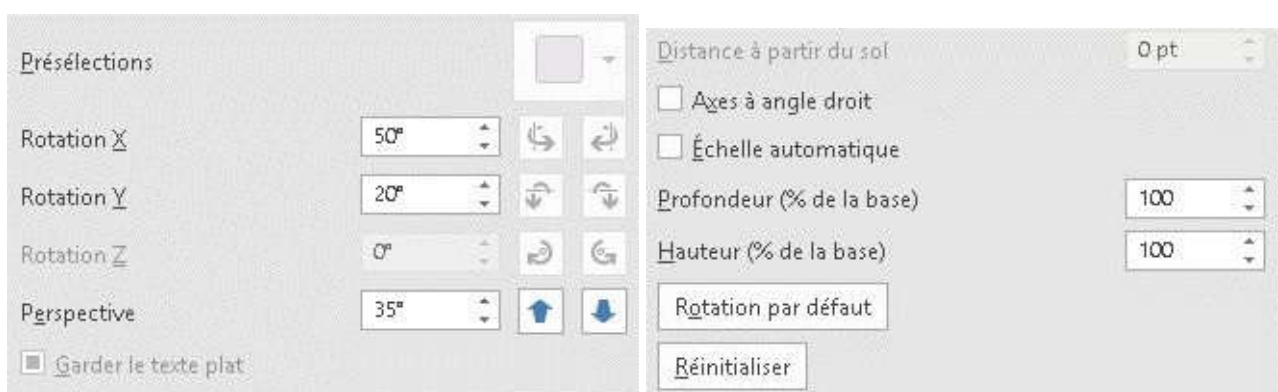 Présélections
Rotation X 50°
Rotation Y 20°
Rotation Z 0°
Perspective 35°
Garder le texte plat
Distance à partir du sol 0 pt
Axes à angle droit
Échelle automatique
Profondeur (% de la base) 100
Hauteur (% de la base) 100
Rotation par défaut
Réinitialiser